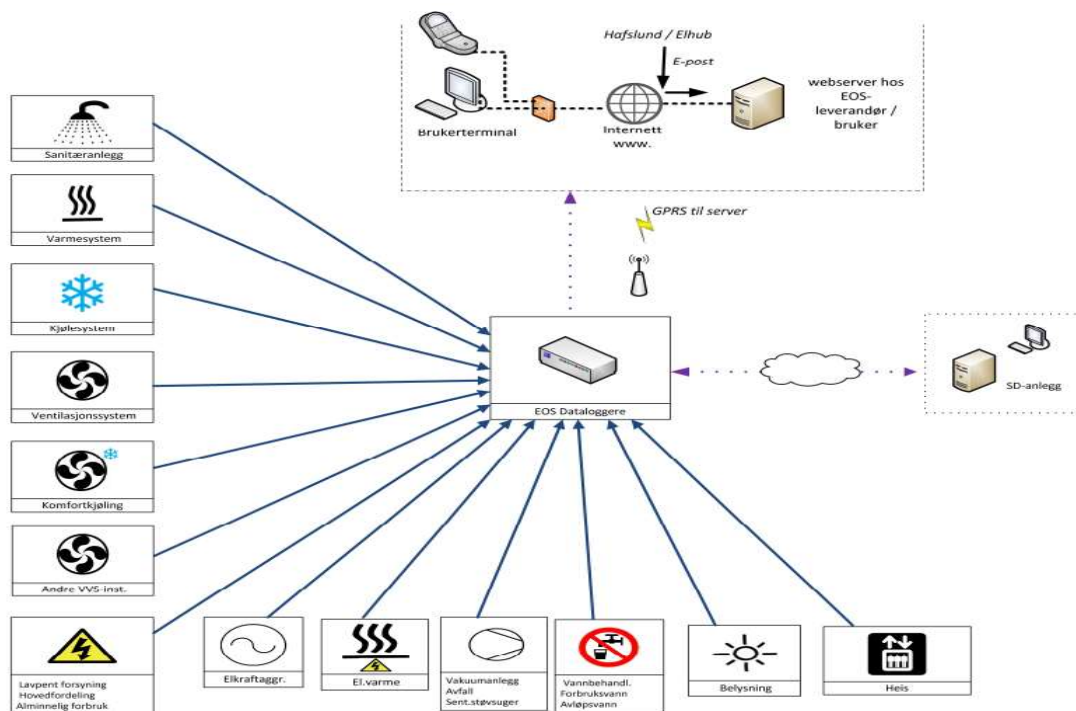 Hafslund / Elhub
E-post
webserver hos
EOS-
leverandør /
bruker
Brukerterminal
Internett
www.
GPRS til server
Sanitæranlegg
Varmesystem
Kjølesystem
Ventilasjonssystem
Komfortkjøling
Andre VVS-inst.
EOS Dataloggere
SD-anlegg
Lavpent forsyning
Hovedfordeling
Alminnelig forbruk
Elkraftaggr.
El.varme
Vakuumanlegg
Avfall
Sent.støvsuger
Vannbehandl.
Forbruksvann
Avløpsvann
Belysning
Heis